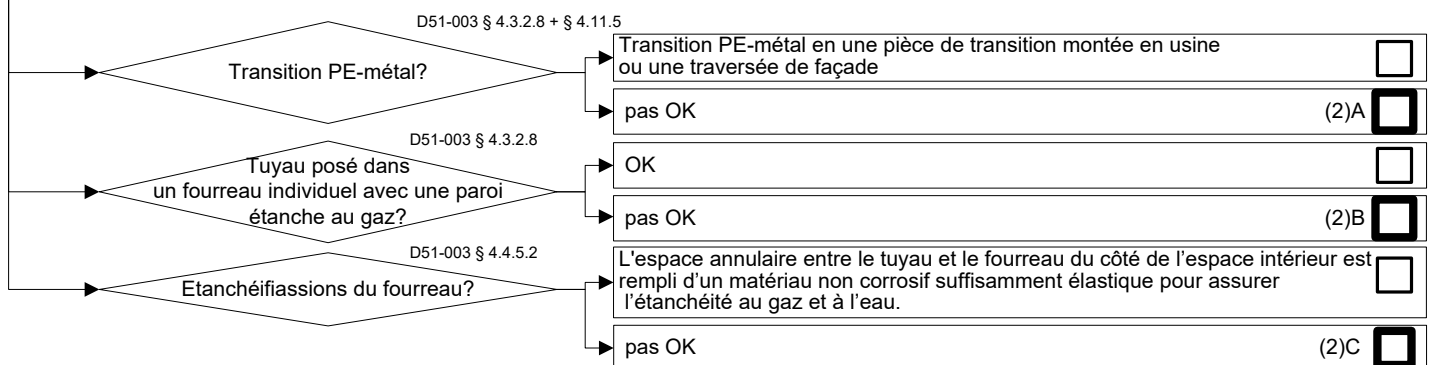 D51-003 § 4.3.2.8 + § 4.11.5
Transition PE-métal?
Transition PE-métal en une pièce de transition montée en usine
ou une traversée de façade
pas OK (2)A
D51-003 § 4.3.2.8
Tuyau posé dans
un fourreau individuel avec une paroi
étanche au gaz?
OK
pas OK (2)B
D51-003 § 4.4.5.2
Etanchéifiassions du fourreau?
L'espace annulaire entre le tuyau et le fourreau du côté de l’espace intérieur est
rempli d’un matériau non corrosif suffisamment élastique pour assurer
l’étanchéité au gaz et à l’eau.
pas OK (2)C